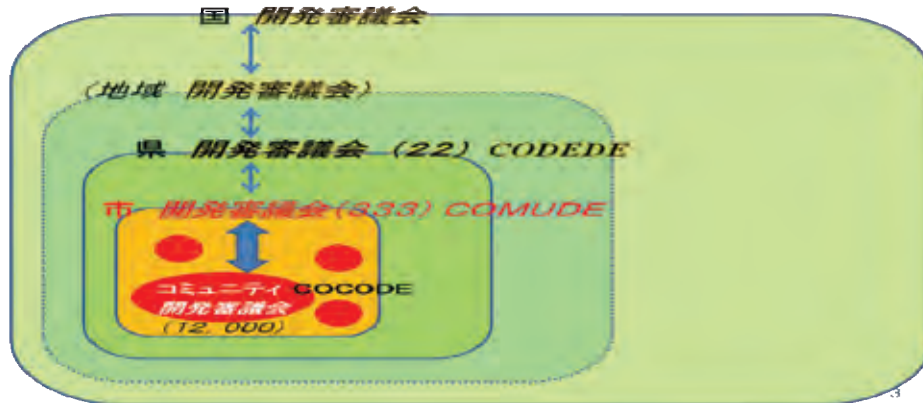 国 開発審議会
(地域 開発審議会)
県 開発審議会 (22) CODEDE
市 開発審議会(333) COMUDE
コミュニティ COCODE
開発審議会
(12, 000)
3